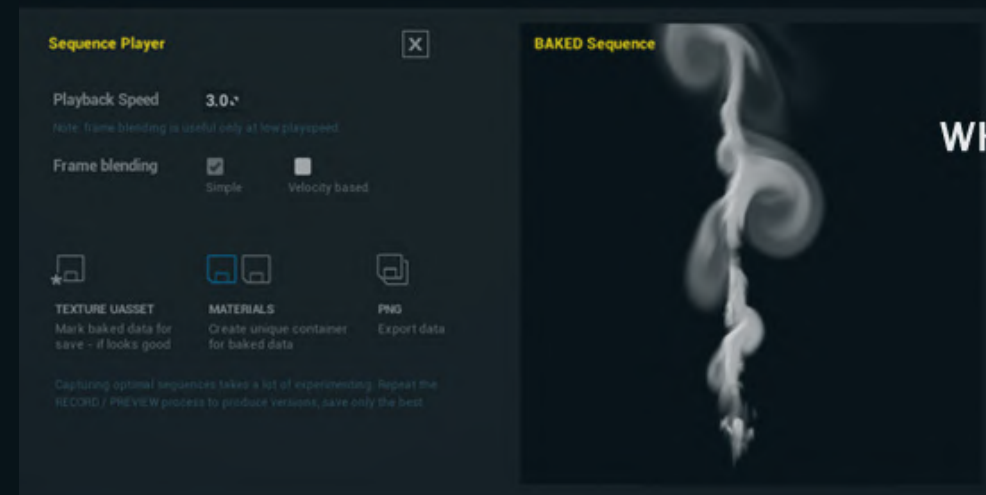 Sequence Player
BAKED Sequence
Playback Speed 3.0
Note: frame blending is useful only at low playspeed
WH
Frame blending
Simple Velocity based
TEXTURE UASSET
Mark baked data for
save - if looks good
MATERIALS
Create unique container
for baked data
PNG
Export data
Capturing optimal sequences takes a lot of experimenting. Repeat the
RECORD / PREVIEW process to produce versions, save only the best